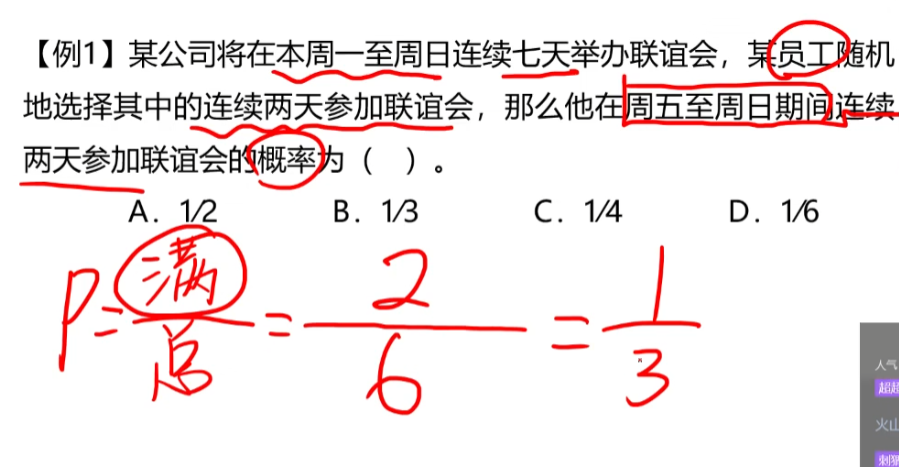 【例1】某公司将在本周一至周日连续七天举办联谊会，某员工随机
地选择其中的连续两天参加联谊会，那么他在周五至周日期间连续
两天参加联谊会的概率为（ ）。
A. 1/2 B. 1/3 C. 1/4 D. 1/6
P=满/总=2/6=1/3
人气
超超
火山